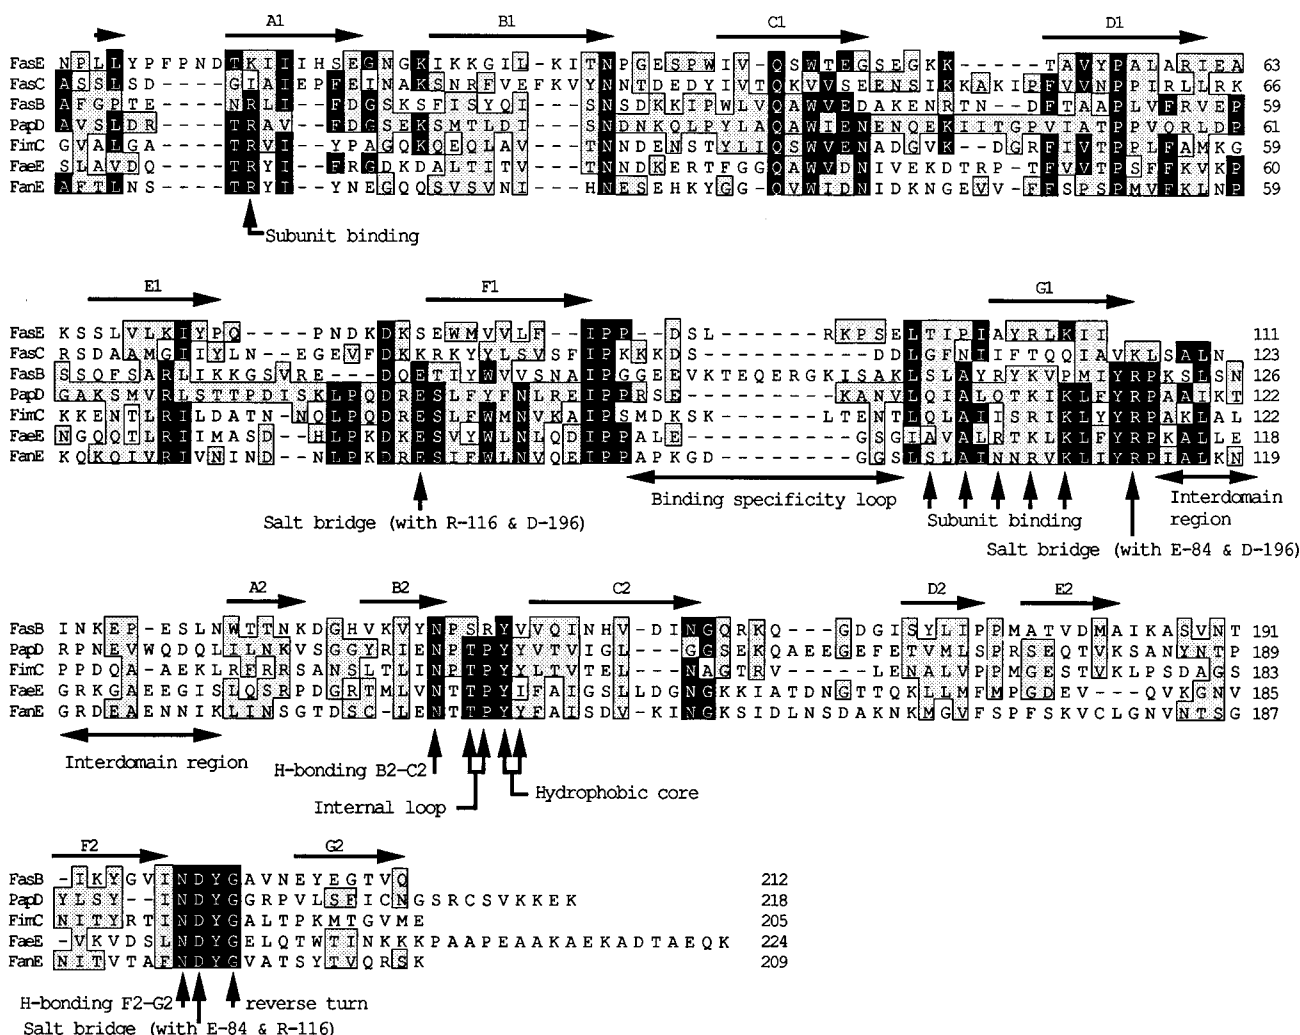 A1 B1 C1 D1
FasE NPLLYPFPNDTKIIIHSEGNGKIKKGIL-KITNPGESPWIV-QSWTEGSEGKK----TAVYPALARIEA 63
FasC ASSLSD----GIAIEPFEINAKSNRFVEFKVYNNTDEDYIVTQKVVSEENSIKKAKIPFVVNPPIRLLRK 66
FasB AFGPTE----NRLI--FDGSKSFISYQI---SNSDKKIPWLVQAWVEDAKENRTN-DFTAAPLVFRVEP 59
PapD AVSLDR----TRAV--FDGSEKSMTLDI---SNDNKQLPYLAQAWIENENQEKIITGPVIATPPVQRLDP 61
FimC GVALGA----TRVI--YPAGQKQEQLAV---TNNDENSTYLIQSWVENADGVK--DGRFIVTPPLFAMKG 59
FaeE SLAVDQ----TRYI--FRGDKDALTITV---TNNDKERTFGGQAWVDNIVEKDTRP-TFVVTPSFFKVKP 60
FanE AFTLNS----TRYI--YNEGQQSVSVNI---HNESEHKYGG-QVWIDNIDKNGEVV-FFSPSPMVFKLNP 59
Subunit binding
E1 F1 G1
FasE KSSLVLKIYPQ----PNDKDKSEWMVVLF--IPP--DSL-------RKPSELTIPIAYRLKII 111
FasC RSDAAMGIIYLN--EGEVFDKKRKYYLSVSFIPKKKDS----------DDLGFNIIFTQQIAVKLSALN 123
FasB SSQFSARLIKKGSVRE---DQETIYWVVSNAIPGGEEVKTEQERGKISAKLSLAYRYKVPMIYRPKSLSN 126
PapD GAKSMVRLSTTPDISKLPQDRESLFYFNLREIPPRSE--------KANVLQIALQTKIKLFYRPAAIKT 122
FimC KKENTLRILDATN-NQLPQDRESLFWMNVKAIPSMDKSK------LTENTLQLAIISRIKLYYRPAKLAL 122
FaeE NGQQTLRIIMASD--HLPKDKESVYWLNLQDIPPALE---------GSGIAVALRTKLKLFYRPKALLE 118
FanE KQKQIVRIVNIND--NLPKDRESIFWLNVQEIPPAPKGD-------GGSLSLAINNRVKLIYRPIALKN 119
Binding specificity loop
Subunit binding
Interdomain
region
Salt bridge (with R-116 & D-196)
Salt bridge (with E-84 & D-196)
A2 B2 C2 D2 E2
FasB INKEP-ESLNWTTNKDGHVKVYNPSRYVVQINHV-DINGQRKQ---GDGISYLIPPMATVDMAIKASVNT 191
PapD RPNEVWQDQLILNKVSGGYRIENPTPYYVTVIGL---GGSEKQAEEGEFETVMLSPRSEQTVKSANYNTP 189
FimC PPDQA-AEKLRFRRSANSLTLINPTPYYLTVTEL---NAGTRV----LENALVPPMGESTVKLPSDAGS 183
FaeE GRKGAEEGISLQSRPDGRTMLVNTTPYIFAIGSLLDGNGKKIATDNGTTQKLLMFMPGDEV---QVKGNV 185
FanE GRDEAENNIKLINSGTDSC-LENTTPYYFAISDV-KINGKSIDLNSDAKNKMGVFSPFSKVCLGNVNTSG 187
Interdomain region
H-bonding B2-C2
Internal loop
Hydrophobic core
F2 G2
FasB -IKYGVINDYGAVNEYEGTVQ 212
PapD YLSY--INDYGGRPVLSFICNGSRCSVKKEK 218
FimC NITYRTINDYGALTPKMTGVME 205
FaeE -VKVDSLNDYGELQTWTINKKKPAAPEAAKAEKADTAEQK 224
FanE NITVTAFNDYGVATSYTVQRSK 209
H-bonding F2-G2
reverse turn
Salt bridge (with E-84 & R-116)